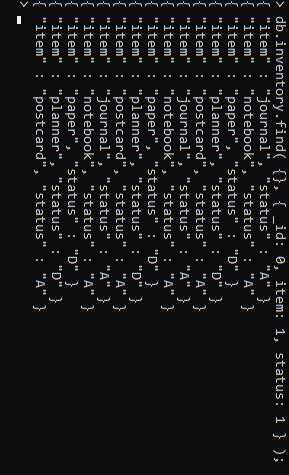 > db.inventory.find( {}, { _id: 0, item: 1, status: 1 } );
{ "item" : "journal", "status" : "A" }
{ "item" : "notebook", "status" : "A" }
{ "item" : "paper", "status" : "D" }
{ "item" : "planner", "status" : "D" }
{ "item" : "postcard", "status" : "A" }
{ "item" : "journal", "status" : "A" }
{ "item" : "notebook", "status" : "A" }
{ "item" : "paper", "status" : "D" }
{ "item" : "planner", "status" : "D" }
{ "item" : "postcard", "status" : "A" }
{ "item" : "journal", "status" : "A" }
{ "item" : "notebook", "status" : "A" }
{ "item" : "paper", "status" : "D" }
{ "item" : "planner", "status" : "D" }
{ "item" : "postcard", "status" : "A" }
>